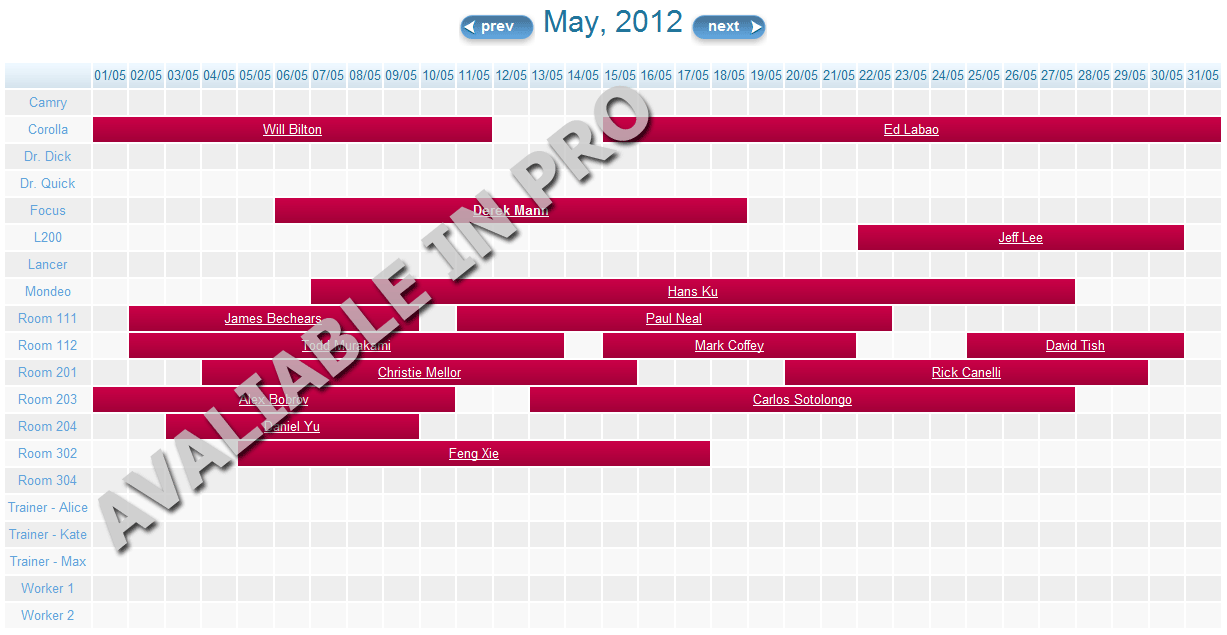 prev May, 2012 next
01/05 02/05 03/05 04/05 05/05 06/05 07/05 08/05 09/05 10/05 11/05 12/05 13/05 14/05 15/05 16/05 17/05 18/05 19/05 20/05 21/05 22/05 23/05 24/05 25/05 26/05 27/05 28/05 29/05 30/05 31/05
Camry
Corolla Will Bilton Ed Labao
Dr. Dick
Dr. Quick
Focus Derek Mann
L200 Jeff Lee
Lancer
Mondeo Hans Ku
Room 111 James Bechears Paul Neal
Room 112 Todd Murakami Mark Coffey David Tish
Room 201 Christie Mellor Rick Canelli
Room 203 Alex Bobrov Carlos Sotolongo
Room 204 Daniel Yu
Room 302 Feng Xie
Room 304
Trainer - Alice
Trainer - Kate
Trainer - Max
Worker 1
Worker 2
AVALIABLE IN PRO